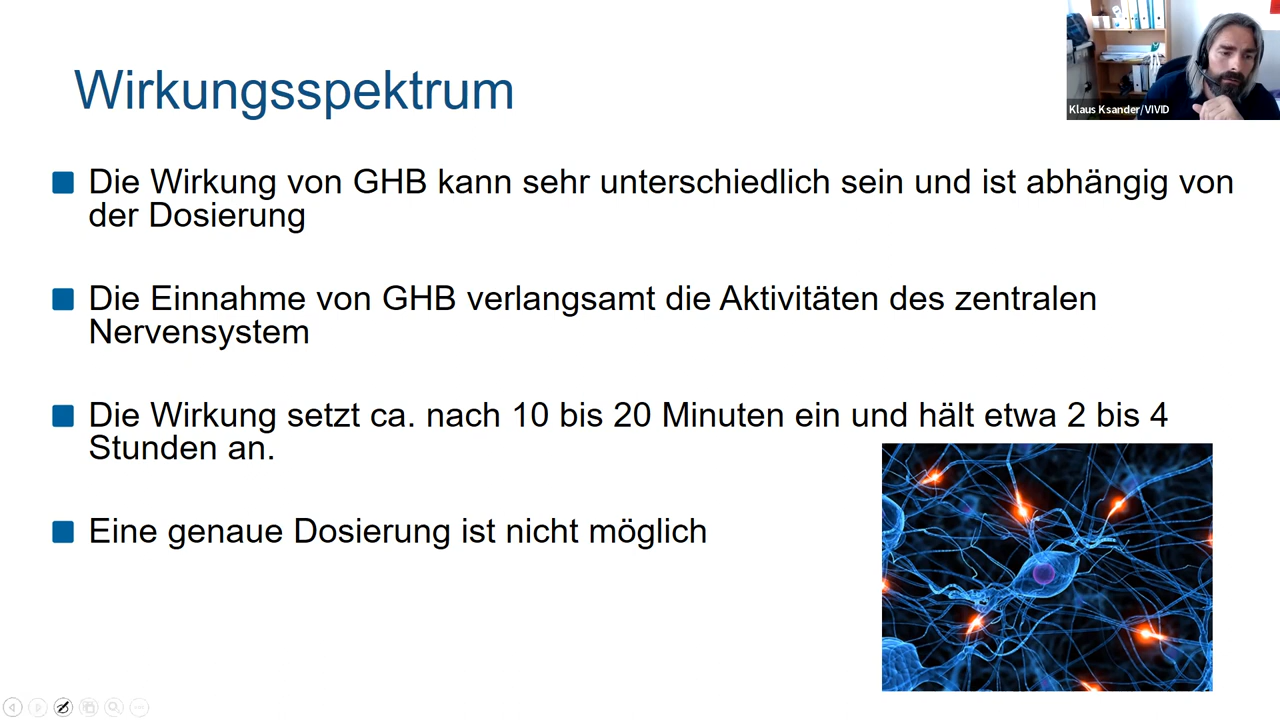 Wirkungsspektrum
Klaus Ksander/VIVID
Die Wirkung von GHB kann sehr unterschiedlich sein und ist abhängig von
der Dosierung
Die Einnahme von GHB verlangsamt die Aktivitäten des zentralen
Nervensystem
Die Wirkung setzt ca. nach 10 bis 20 Minuten ein und hält etwa 2 bis 4
Stunden an.
Eine genaue Dosierung ist nicht möglich